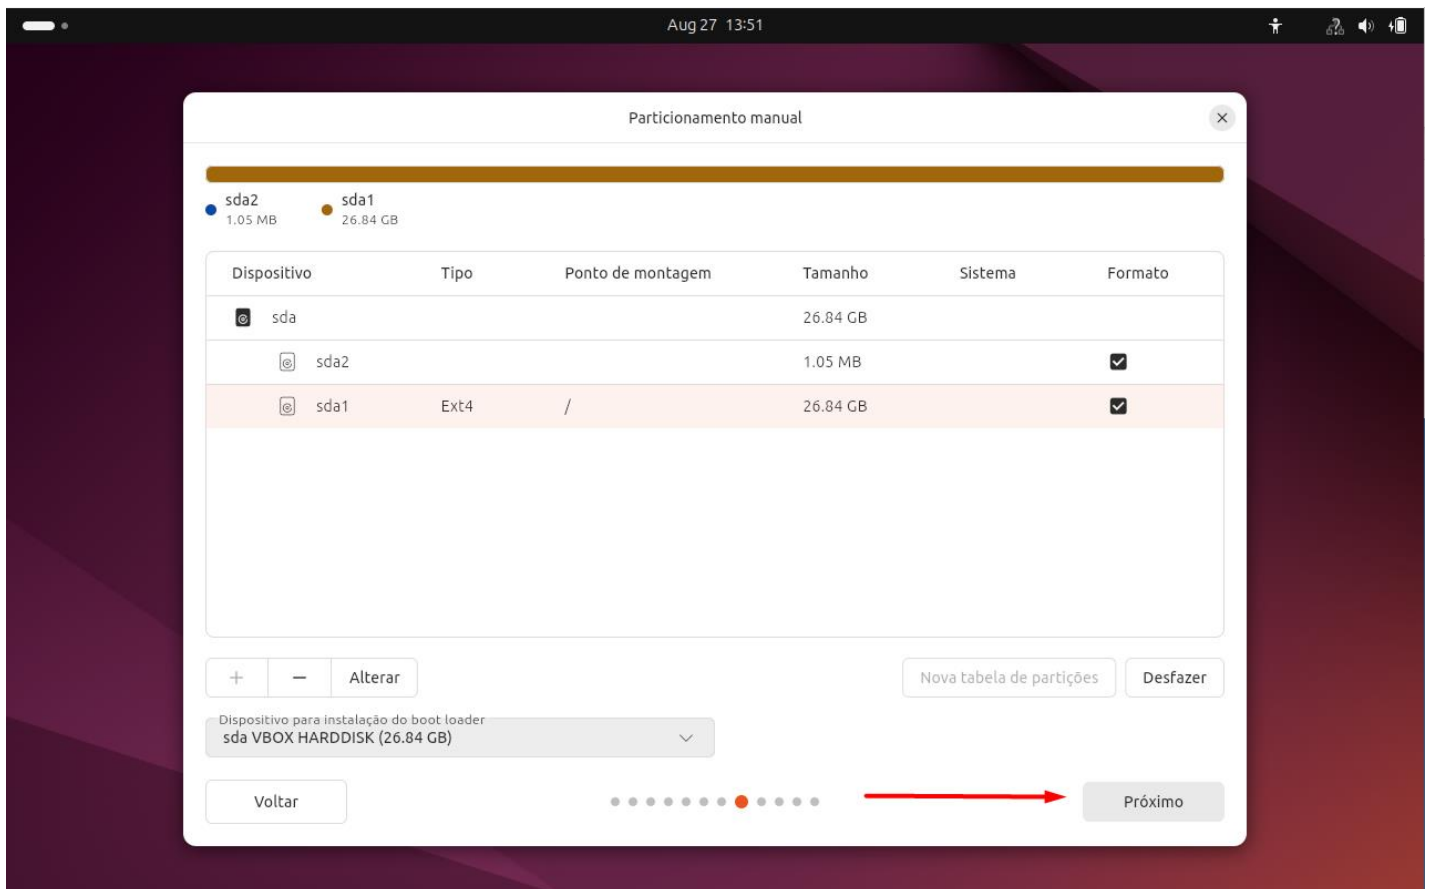 Aug 27 13:51
Particionamento manual
sda2 sda1
1.05 MB 26.84 GB
Dispositivo Tipo Ponto de montagem Tamanho Sistema Formato
sda 26.84 GB
sda2 1.05 MB
sda1 Ext4 / 26.84 GB
+ − Alterar Nova tabela de partições Desfazer
Dispositivo para instalação do boot loader
sda VBOX HARDDISK (26.84 GB)
Voltar Próximo